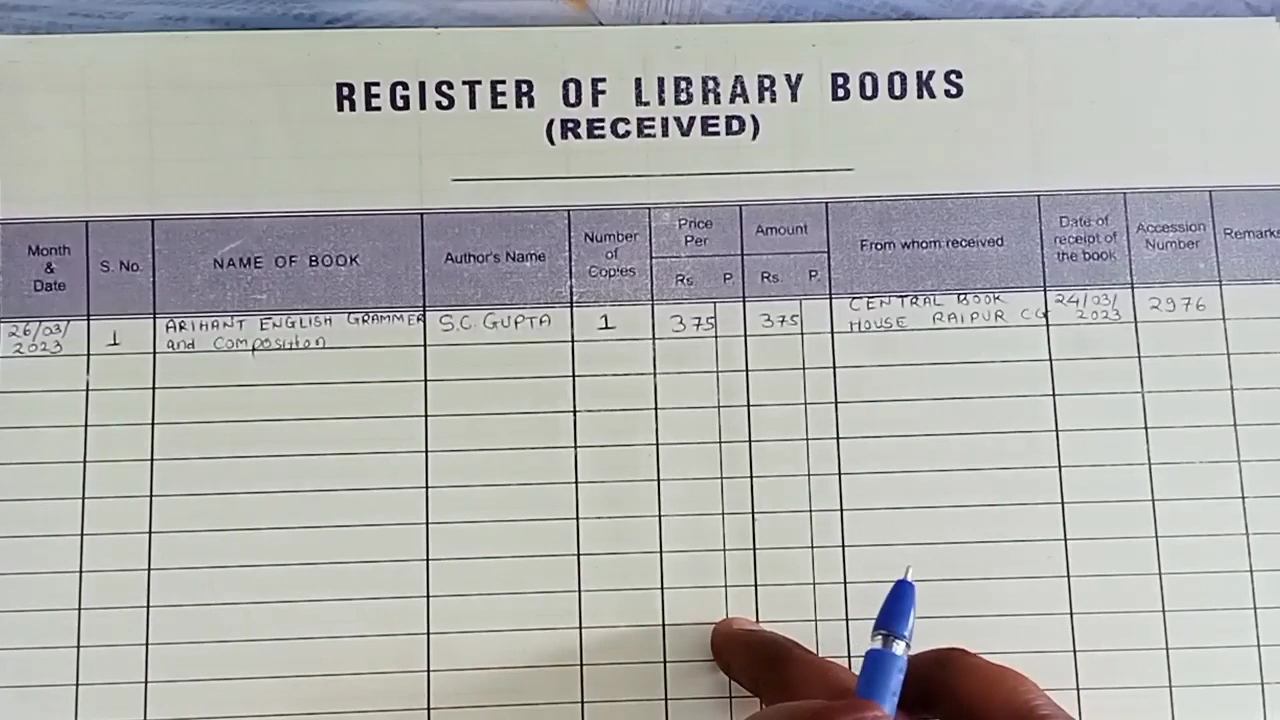 REGISTER OF LIBRARY BOOKS
(RECEIVED)
Month & Date
S. No.
NAME OF BOOK
Author's Name
Number of Copies
Price Per
Rs. P.
Amount
Rs. P.
From whom received
Date of receipt of the book
Accession Number
Remarks
26/03/
2023
1
ARIHANT ENGLISH GRAMMER
and Composition
S.C. GUPTA
1
375
375
CENTRAL BOOK
HOUSE RAIPUR CG
24/03/
2023
2976